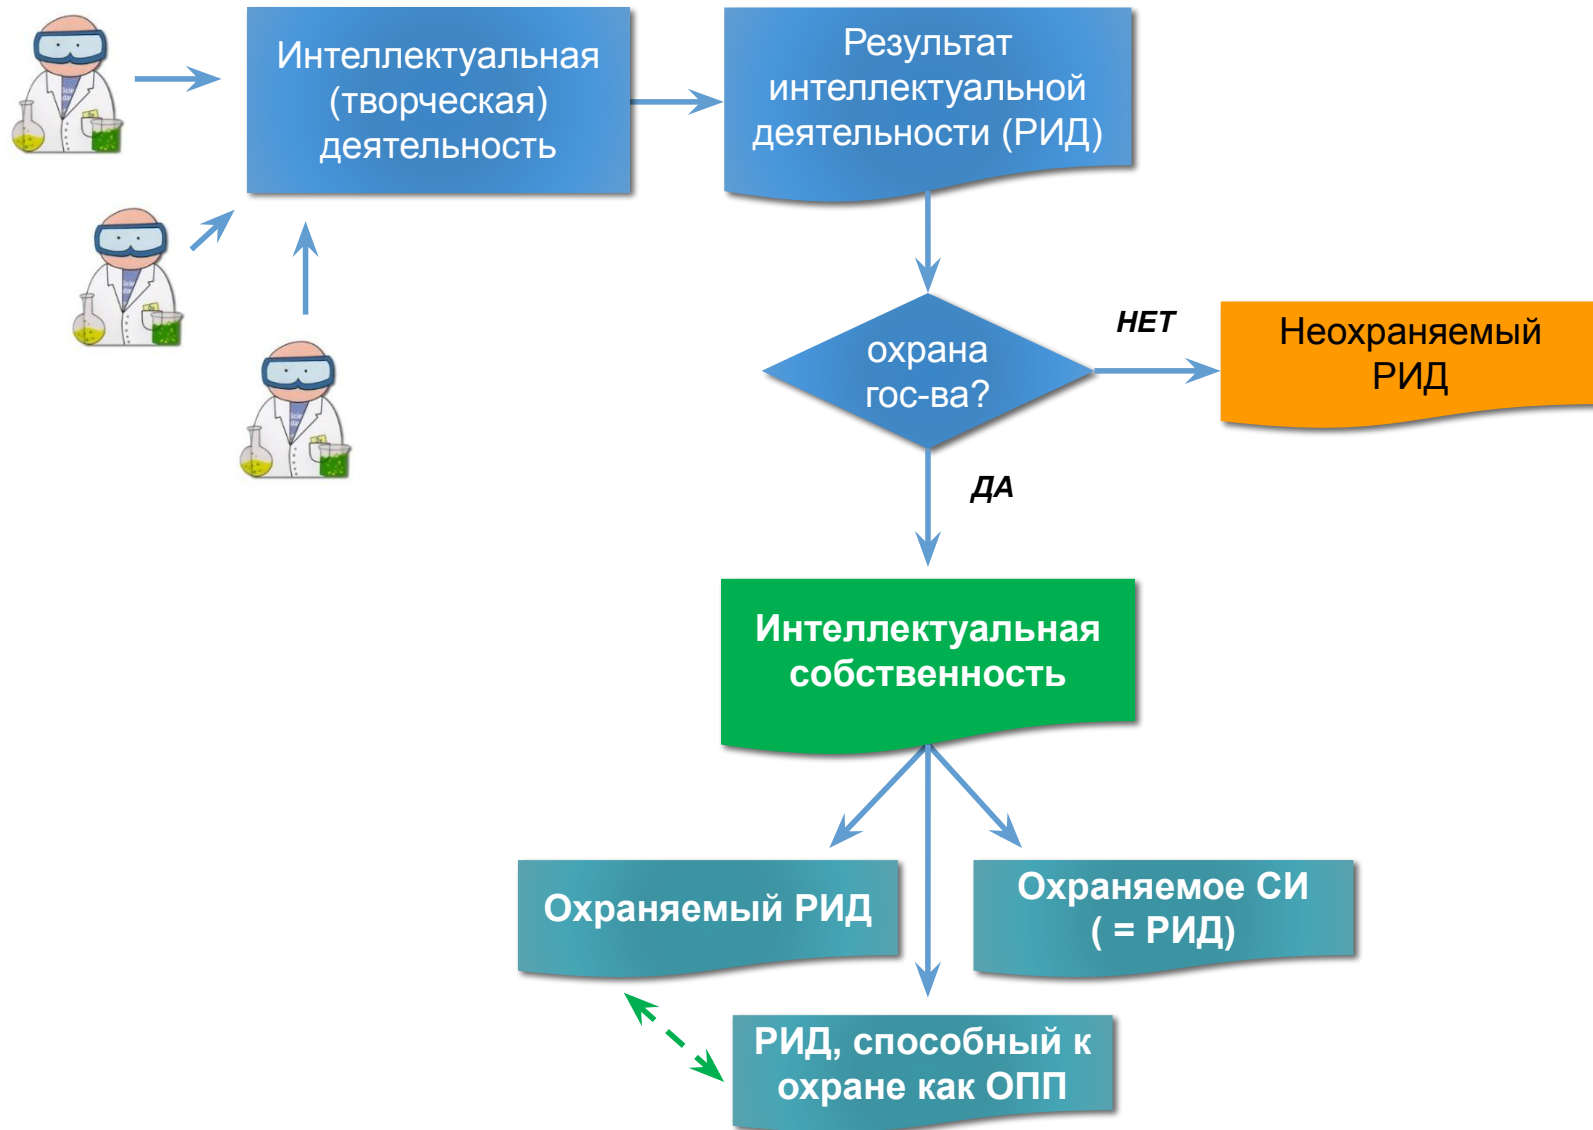 Интеллектуальная
(творческая)
деятельность
Результат
интеллектуальной
деятельности (РИД)
охрана
гос-ва?
НЕТ
Неохраняемый
РИД
ДА
Интеллектуальная
собственность
Охраняемый РИД
Охраняемое СИ
( = РИД)
РИД, способный к
охране как ОПП